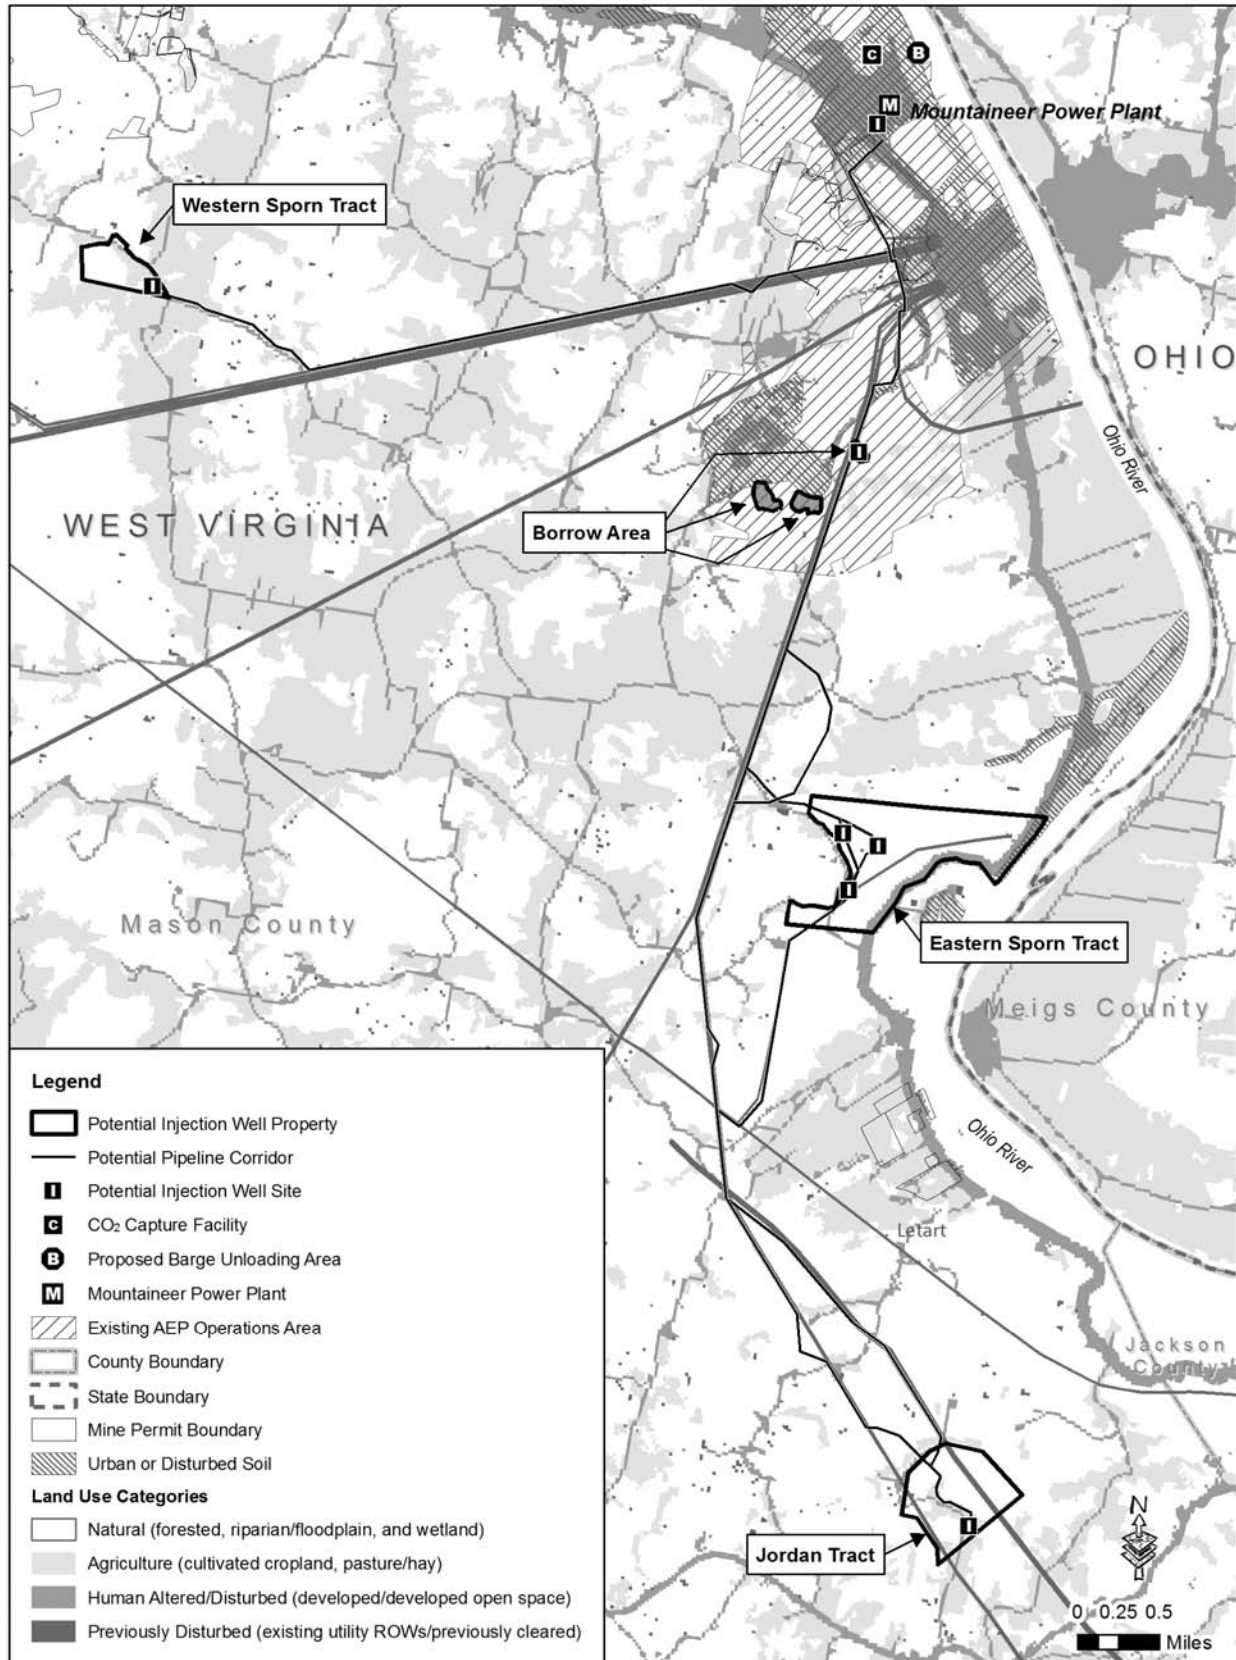 C
B
M
Mountaineer Power Plant
I
Western Sporn Tract
I
OHIO
Ohio River
I
WEST VIRGINIA
Borrow Area
I
I
I
Mason County
Eastern Sporn Tract
Meigs County
Ohio River
Letart
Jackson
County
Jordan Tract
I
N
0 0.25 0.5
Miles
Legend
Potential Injection Well Property
Potential Pipeline Corridor
I Potential Injection Well Site
C CO₂ Capture Facility
B Proposed Barge Unloading Area
M Mountaineer Power Plant
Existing AEP Operations Area
County Boundary
State Boundary
Mine Permit Boundary
Urban or Disturbed Soil
Land Use Categories
Natural (forested, riparian/floodplain, and wetland)
Agriculture (cultivated cropland, pasture/hay)
Human Altered/Disturbed (developed/developed open space)
Previously Disturbed (existing utility ROWs/previously cleared)